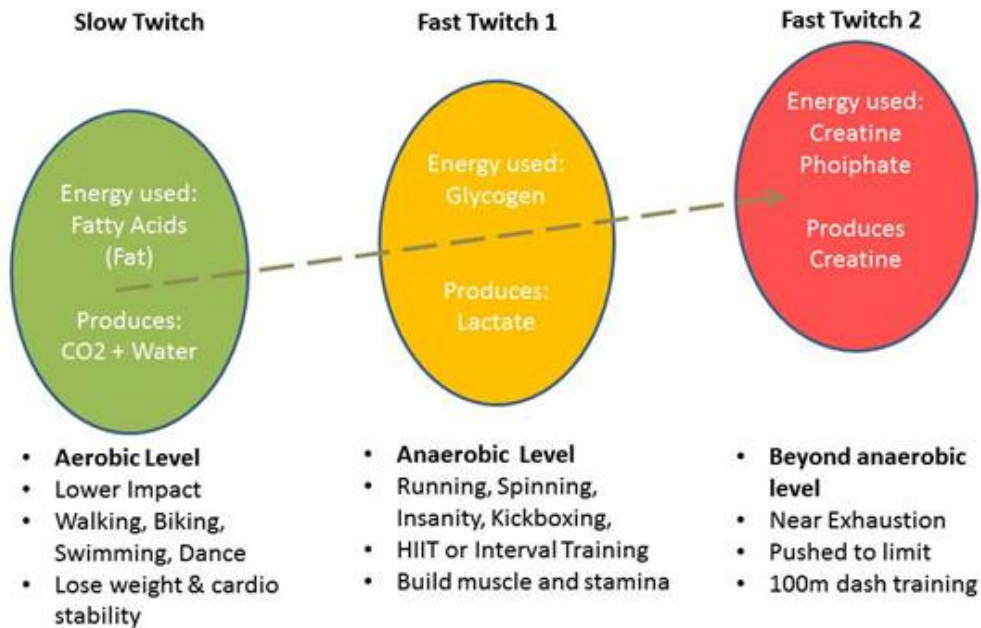 Slow Twitch
Energy used:
Fatty Acids
(Fat)
Produces:
CO2 + Water
• Aerobic Level
• Lower Impact
• Walking, Biking,
Swimming, Dance
• Lose weight & cardio
stability
Fast Twitch 1
Energy used:
Glycogen
Produces:
Lactate
• Anaerobic Level
• Running, Spinning,
Insanity, Kickboxing,
• HIIT or Interval Training
• Build muscle and stamina
Fast Twitch 2
Energy used:
Creatine
Phoiphate
Produces
Creatine
• Beyond anaerobic
level
• Near Exhaustion
• Pushed to limit
• 100m dash training